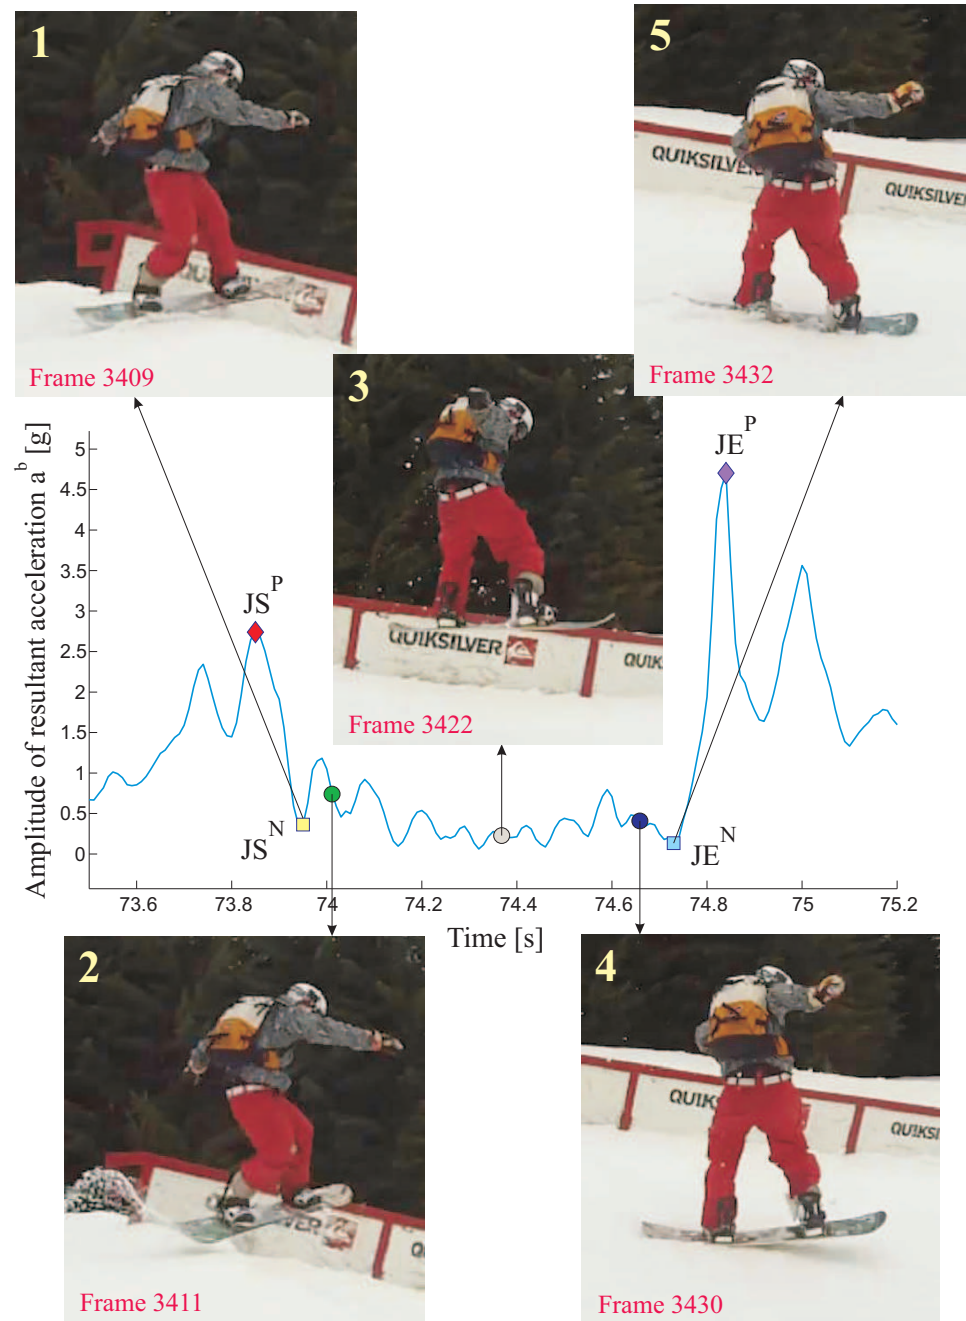 1
QUIKSILVER
Frame 3409
5
QUIKSILVER
QUIKSILVER
Frame 3432
3
QUIKSILVER
QUIK
Frame 3422
Amplitude of resultant acceleration a^b [g]
5
4.5
4
3.5
3
2.5
2
1.5
1
0.5
0
JS^P
JE^P
JS^N
JE^N
73.6 73.8 74 74.2 74.4 74.6 74.8 75 75.2
Time [s]
2
Frame 3411
4
QUIK
QUIKSI
Frame 3430